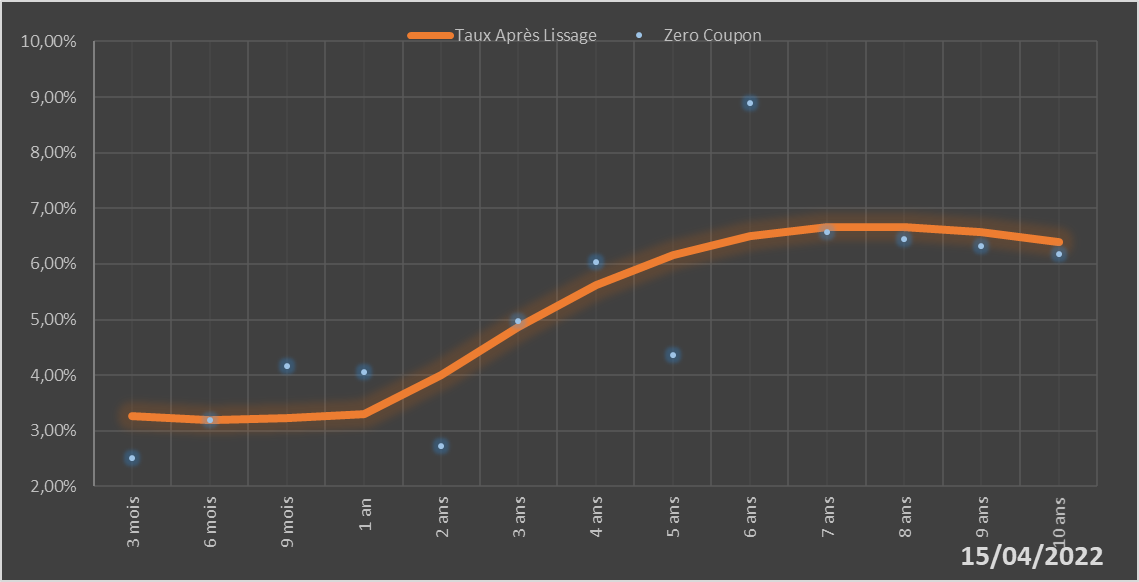 Taux Après Lissage Zero Coupon
10,00%
9,00%
8,00%
7,00%
6,00%
5,00%
4,00%
3,00%
2,00%
3 mois
6 mois
9 mois
1 an
2 ans
3 ans
4 ans
5 ans
6 ans
7 ans
8 ans
9 ans
10 ans
15/04/2022